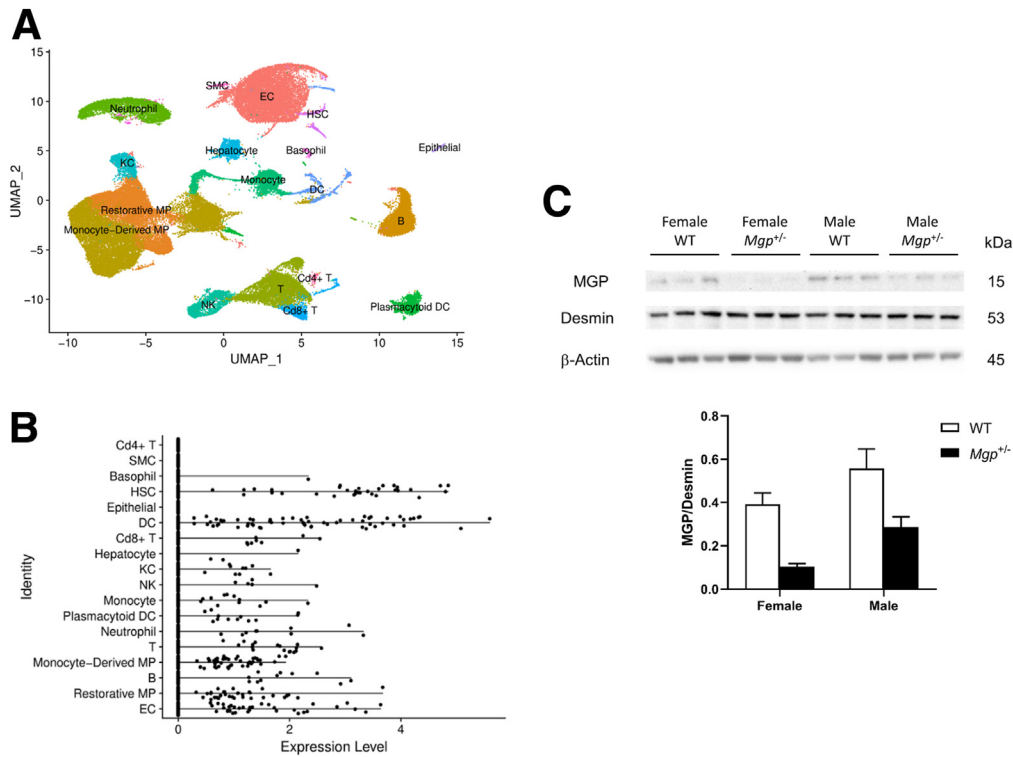 A
15
10
5
0
−5
−10
UMAP_2
−10
−5
0
5
10
15
UMAP_1
SMC
EC
Neutrophil
HSC
Hepatocyte
Basophil
Epithelial
KC
Monocyte
DC
Restorative MP
B
Monocyte−Derived MP
Cd4+ T
T
NK
Cd8+ T
Plasmacytoid DC
B
Identity
Cd4+ T
SMC
Basophil
HSC
Epithelial
DC
Cd8+ T
Hepatocyte
KC
NK
Monocyte
Plasmacytoid DC
Neutrophil
T
Monocyte−Derived MP
B
Restorative MP
EC
0
2
4
Expression Level
C
Female WT
Female Mgp+/-
Male WT
Male Mgp+/-
kDa
MGP
15
Desmin
53
β-Actin
45
0.8
0.6
0.4
0.2
0.0
MGP/Desmin
Female
Male
WT
Mgp+/-